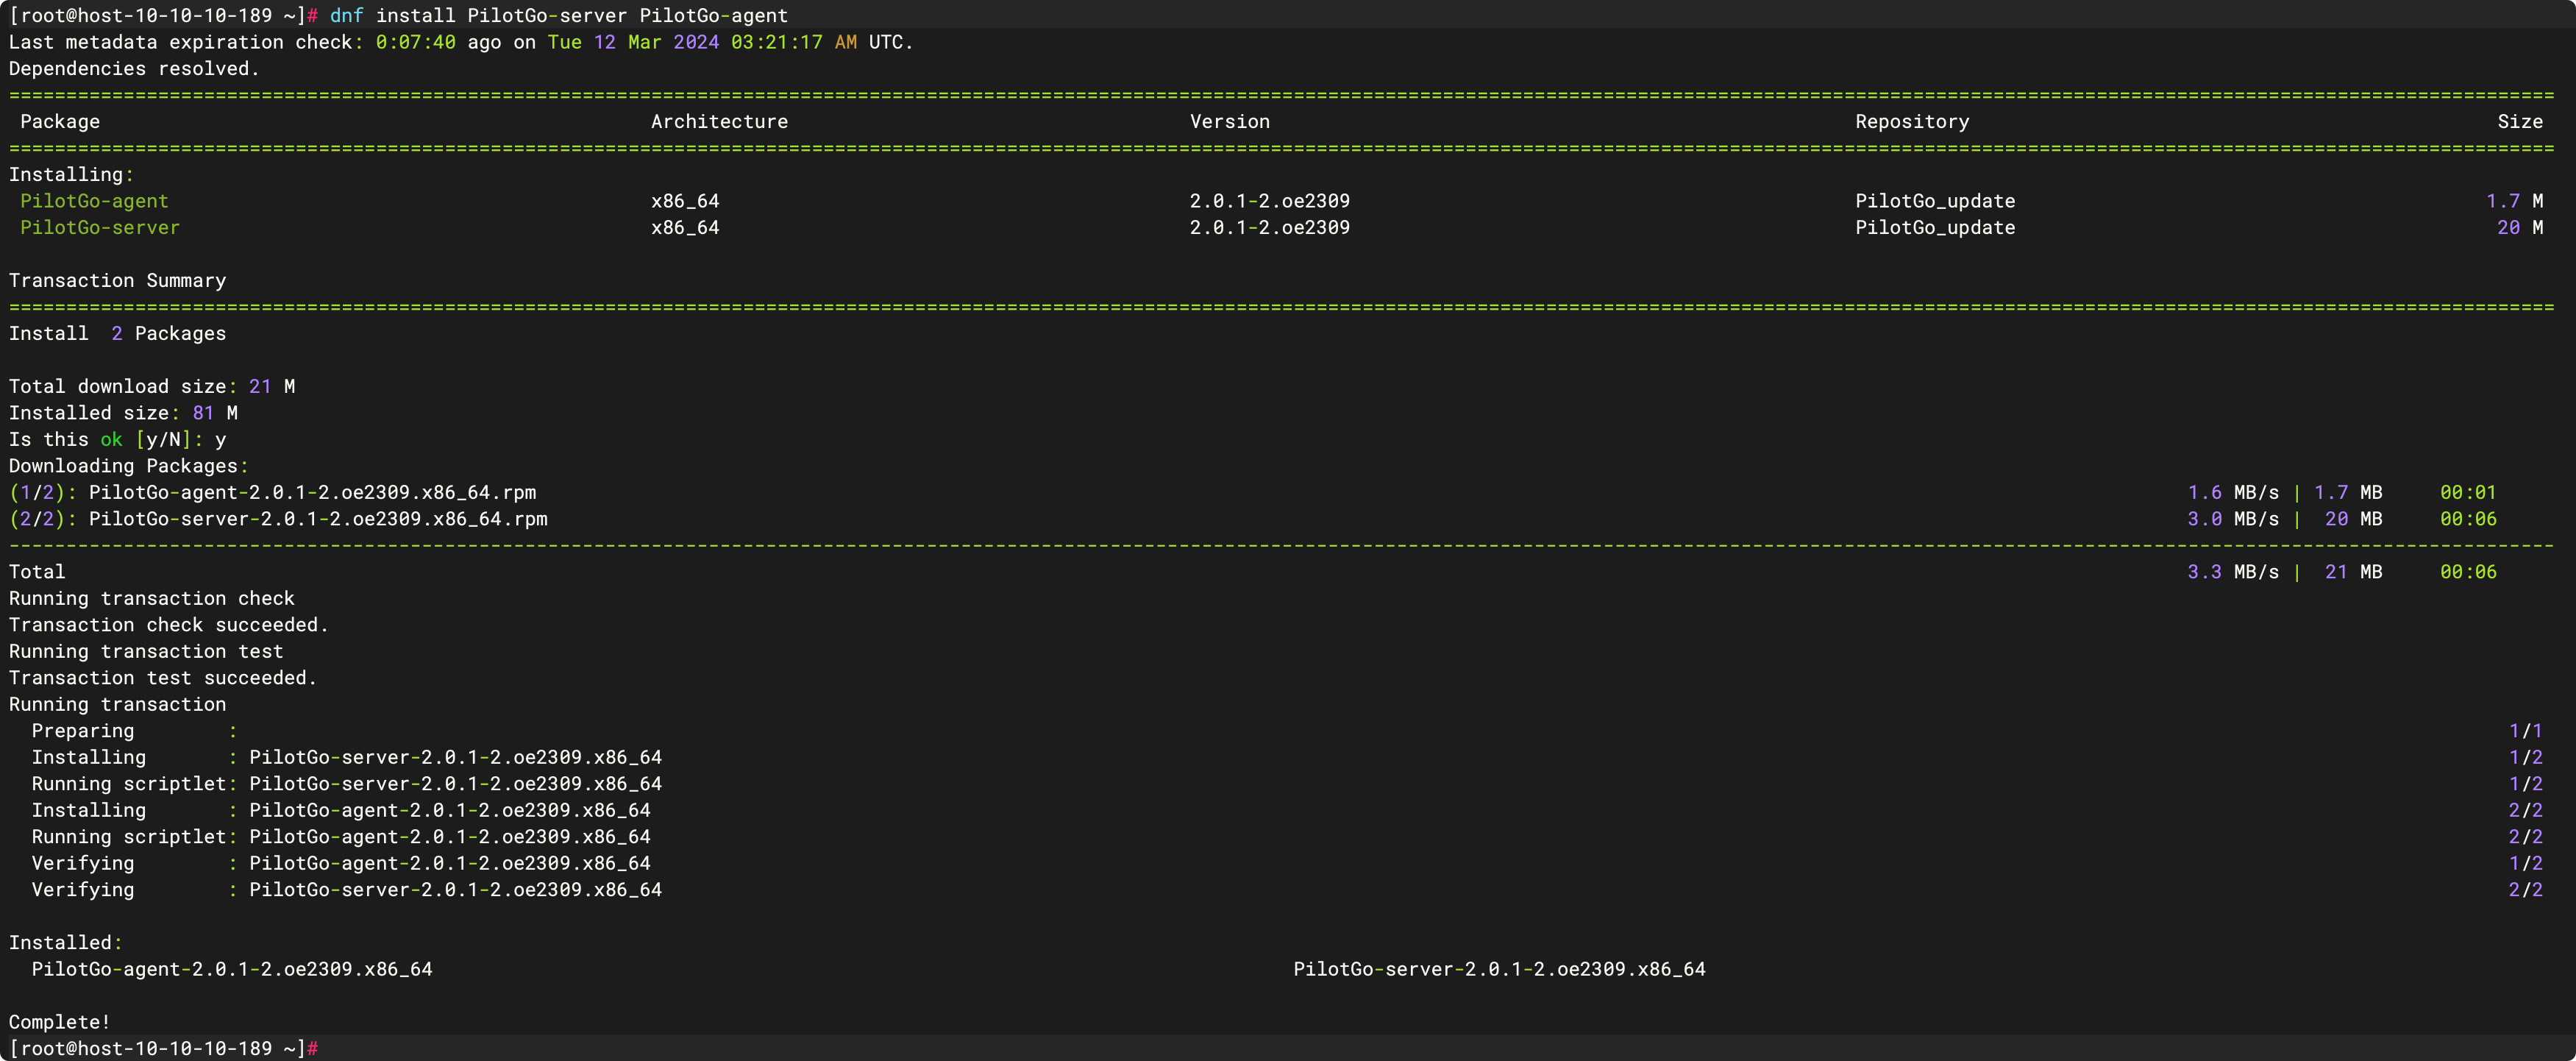 [root@host-10-10-10-189 ~]# dnf install PilotGo-server PilotGo-agent
Last metadata expiration check: 0:07:40 ago on Tue 12 Mar 2024 03:21:17 AM UTC.
Dependencies resolved.
================================================================================
Package Architecture Version Repository Size
================================================================================
Installing:
PilotGo-agent x86_64 2.0.1-2.oe2309 PilotGo_update 1.7 M
PilotGo-server x86_64 2.0.1-2.oe2309 PilotGo_update 20 M
Transaction Summary
================================================================================
Install  2 Packages
Total download size: 21 M
Installed size: 81 M
Is this ok [y/N]: y
Downloading Packages:
(1/2): PilotGo-agent-2.0.1-2.oe2309.x86_64.rpm 1.6 MB/s | 1.7 MB 00:01
(2/2): PilotGo-server-2.0.1-2.oe2309.x86_64.rpm 3.0 MB/s | 20 MB 00:06
--------------------------------------------------------------------------------
Total 3.3 MB/s | 21 MB 00:06
Running transaction check
Transaction check succeeded.
Running transaction test
Transaction test succeeded.
Running transaction
Preparing : 1/1
Installing : PilotGo-server-2.0.1-2.oe2309.x86_64 1/2
Running scriptlet: PilotGo-server-2.0.1-2.oe2309.x86_64 1/2
Installing : PilotGo-agent-2.0.1-2.oe2309.x86_64 2/2
Running scriptlet: PilotGo-agent-2.0.1-2.oe2309.x86_64 2/2
Verifying : PilotGo-agent-2.0.1-2.oe2309.x86_64 1/2
Verifying : PilotGo-server-2.0.1-2.oe2309.x86_64 2/2
Installed:
PilotGo-agent-2.0.1-2.oe2309.x86_64 PilotGo-server-2.0.1-2.oe2309.x86_64
Complete!
[root@host-10-10-10-189 ~]#